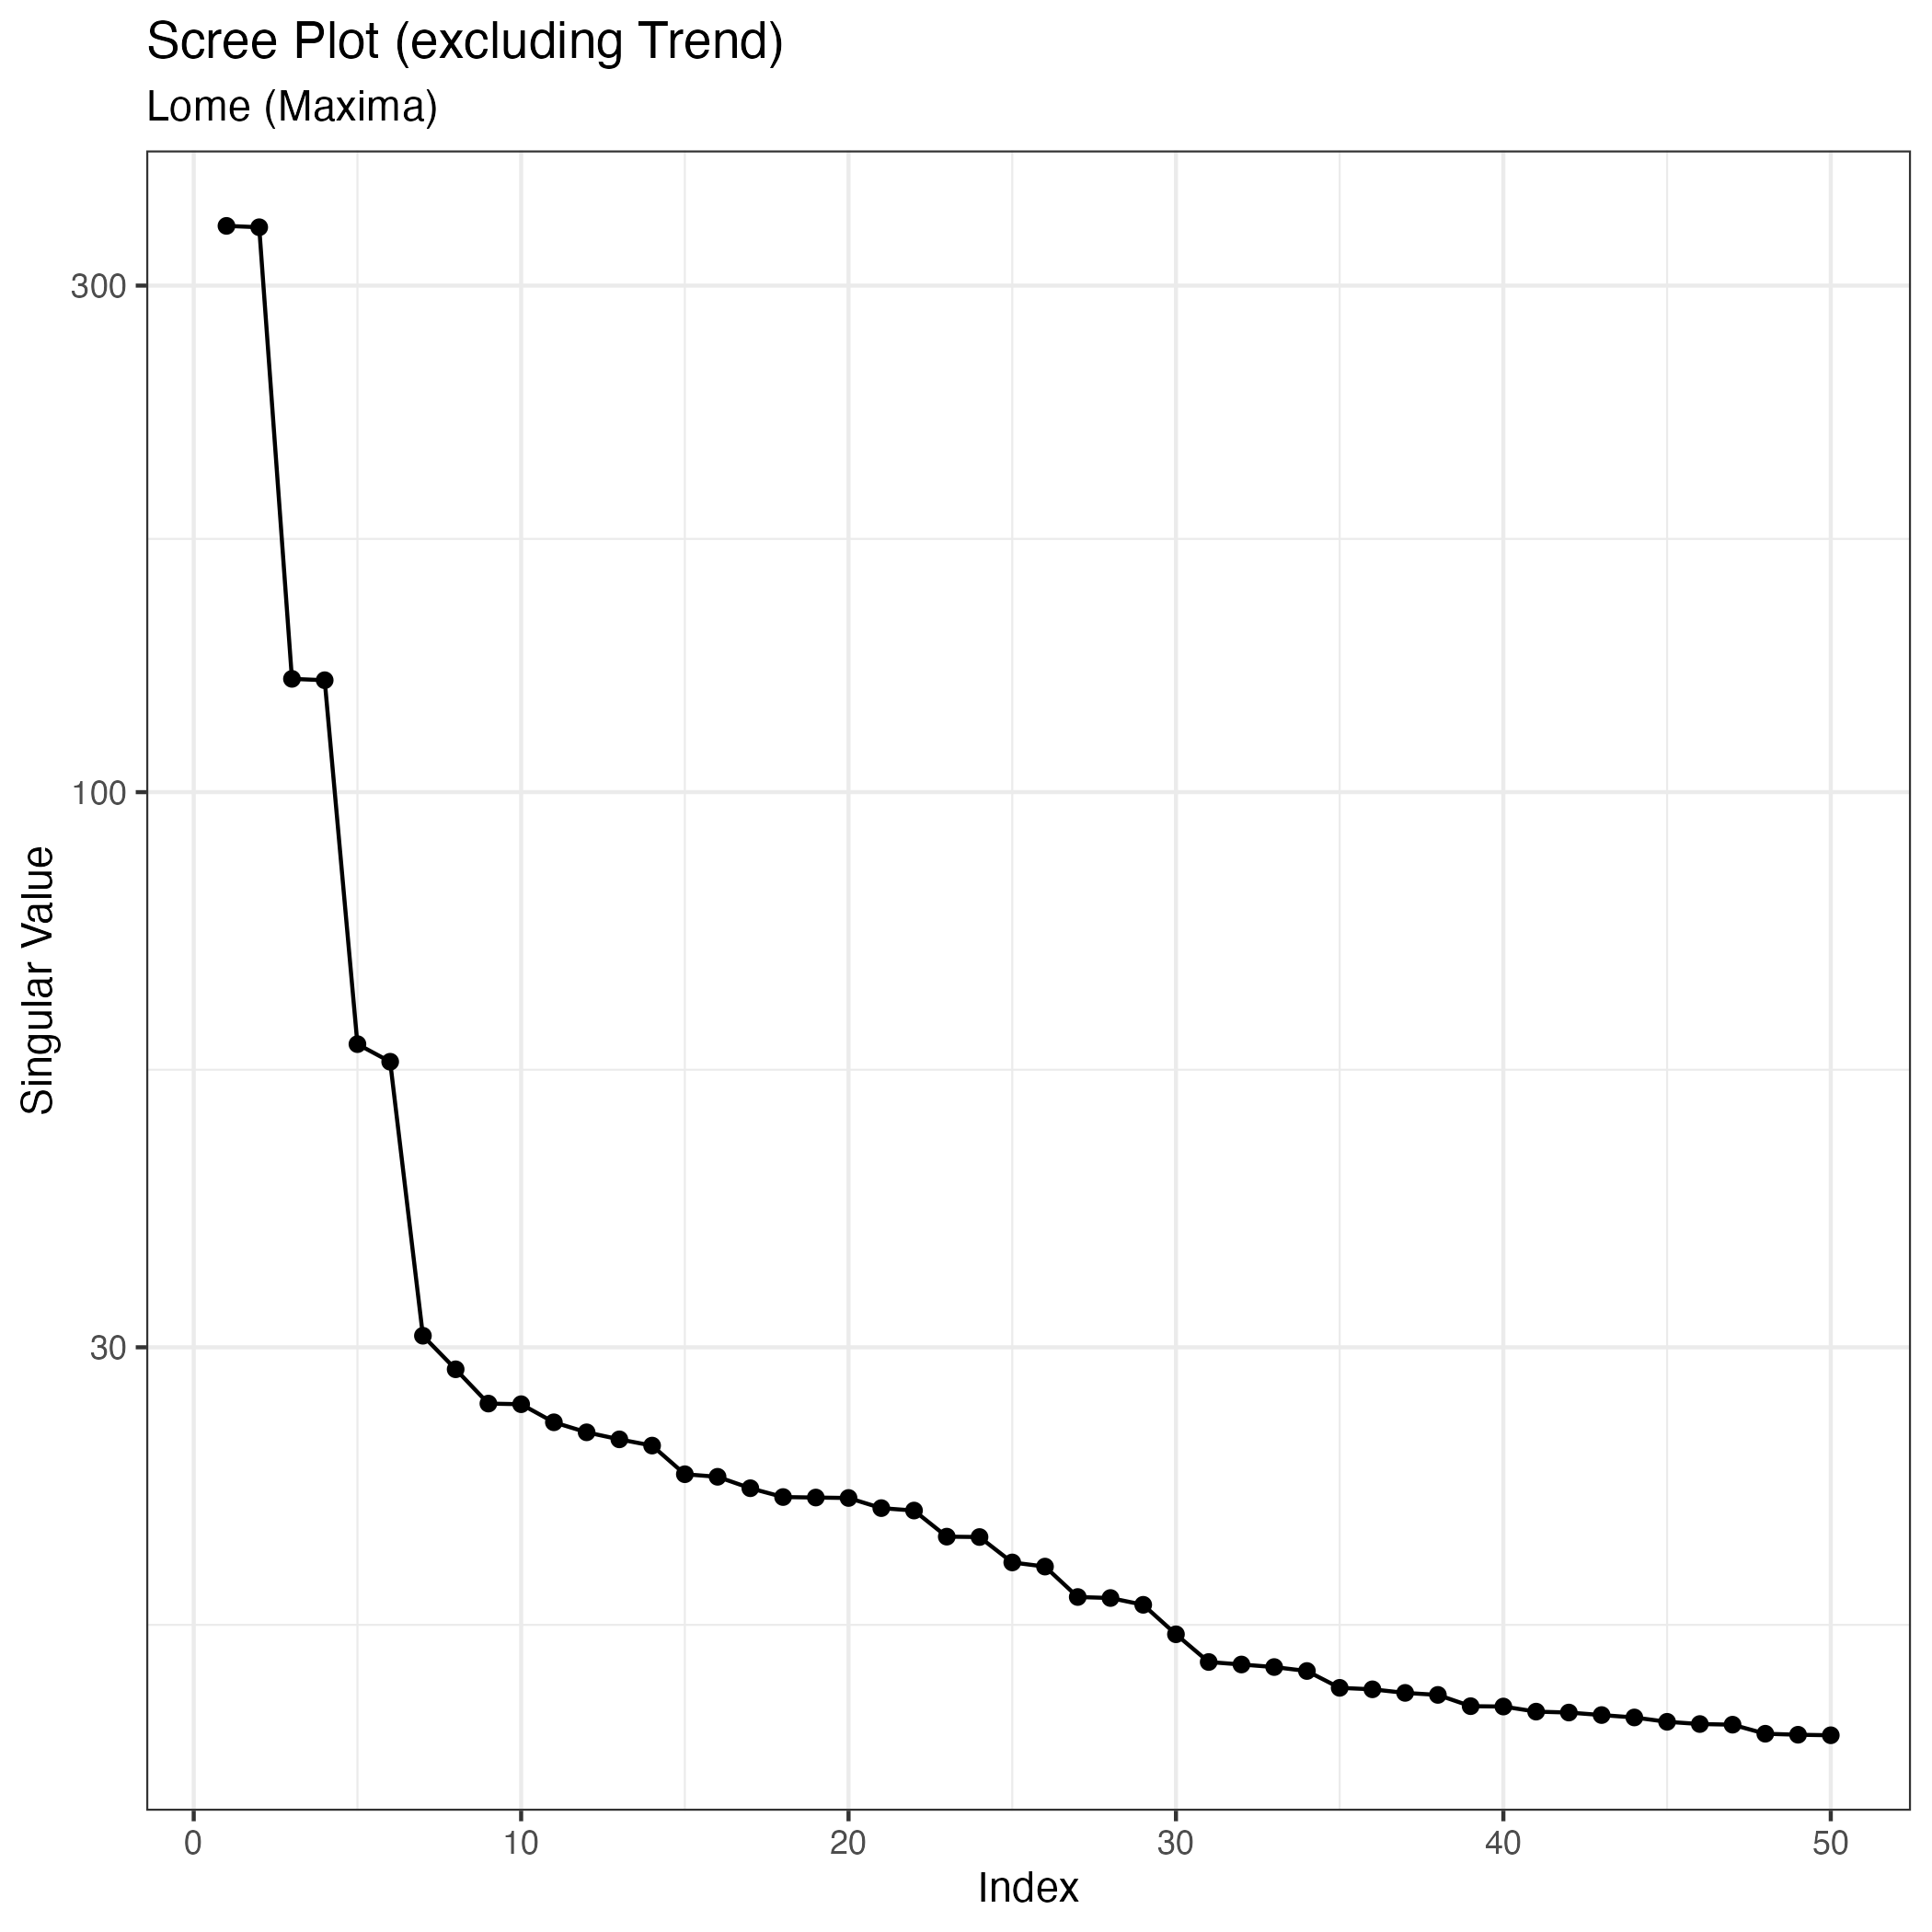 Scree Plot (excluding Trend)
Lome (Maxima)
300
100
30
Singular Value
0 10 20 30 40 50
Index